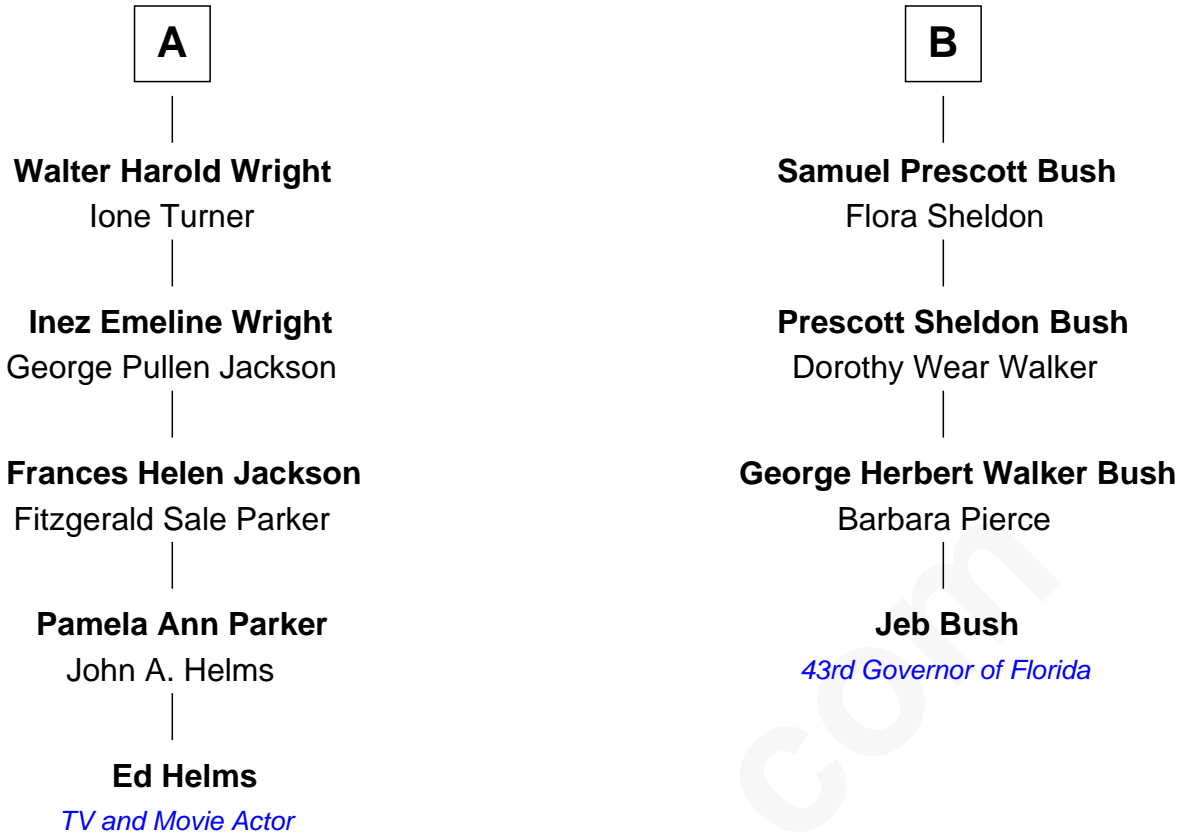 A
Walter Harold Wright
Ione Turner
Inez Emeline Wright
George Pullen Jackson
Frances Helen Jackson
Fitzgerald Sale Parker
Pamela Ann Parker
John A. Helms
Ed Helms
TV and Movie Actor
B
Samuel Prescott Bush
Flora Sheldon
Prescott Sheldon Bush
Dorothy Wear Walker
George Herbert Walker Bush
Barbara Pierce
Jeb Bush
43rd Governor of Florida
com